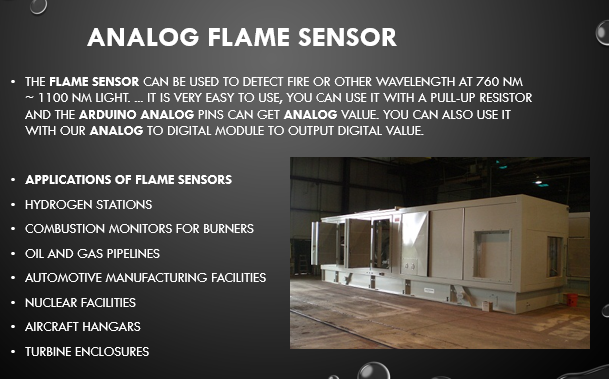 ANALOG FLAME SENSOR
• THE FLAME SENSOR CAN BE USED TO DETECT FIRE OR OTHER WAVELENGTH AT 760 NM
~ 1100 NM LIGHT. ... IT IS VERY EASY TO USE, YOU CAN USE IT WITH A PULL-UP RESISTOR
AND THE ARDUINO ANALOG PINS CAN GET ANALOG VALUE. YOU CAN ALSO USE IT
WITH OUR ANALOG TO DIGITAL MODULE TO OUTPUT DIGITAL VALUE.
• APPLICATIONS OF FLAME SENSORS
• HYDROGEN STATIONS
• COMBUSTION MONITORS FOR BURNERS
• OIL AND GAS PIPELINES
• AUTOMOTIVE MANUFACTURING FACILITIES
• NUCLEAR FACILITIES
• AIRCRAFT HANGARS
• TURBINE ENCLOSURES